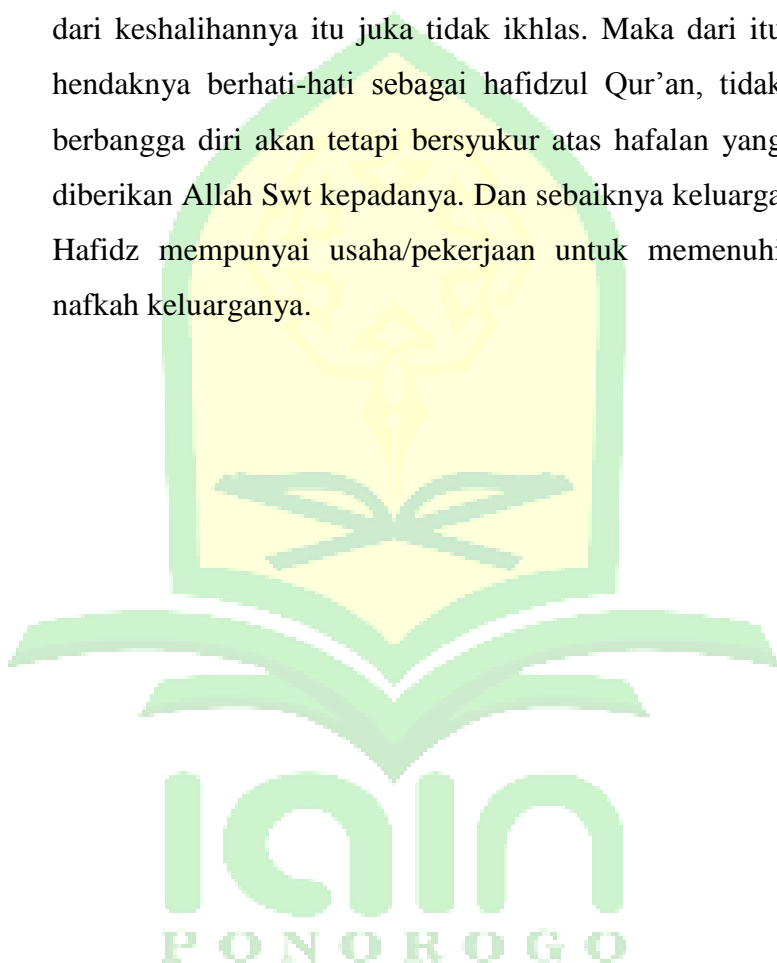 dari keshalihannya itu juka tidak ikhlas. Maka dari itu
hendaknya berhati-hati sebagai hafidzul Qur’an, tidak
berbangga diri akan tetapi bersyukur atas hafalan yang
diberikan Allah Swt kepadanya. Dan sebaiknya keluarga
Hafidz mempunyai usaha/pekerjaan untuk memenuhi
nafkah keluarganya.
iain
PONOROGO